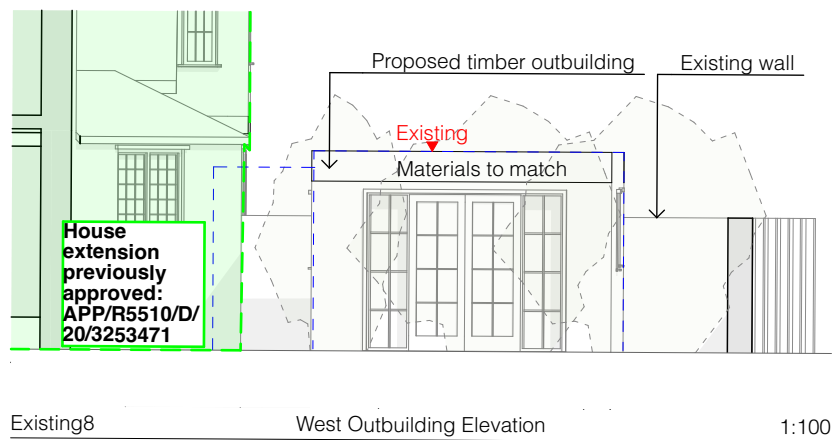 Proposed timber outbuilding
Existing wall
Existing
Materials to match
House
extension
previously
approved:
APP/R5510/D/
20/3253471
Existing8
West Outbuilding Elevation
1:100